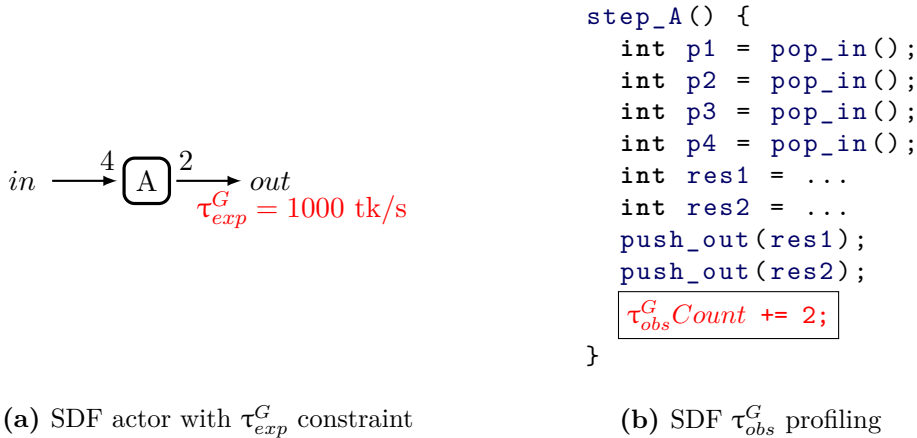 in 4 A 2 out
τ^G_exp = 1000 tk/s
(a) SDF actor with τ^G_exp constraint
step_A() {
int p1 = pop_in();
int p2 = pop_in();
int p3 = pop_in();
int p4 = pop_in();
int res1 = ...
int res2 = ...
push_out(res1);
push_out(res2);
τ^G_obs Count += 2;
}
(b) SDF τ^G_obs profiling